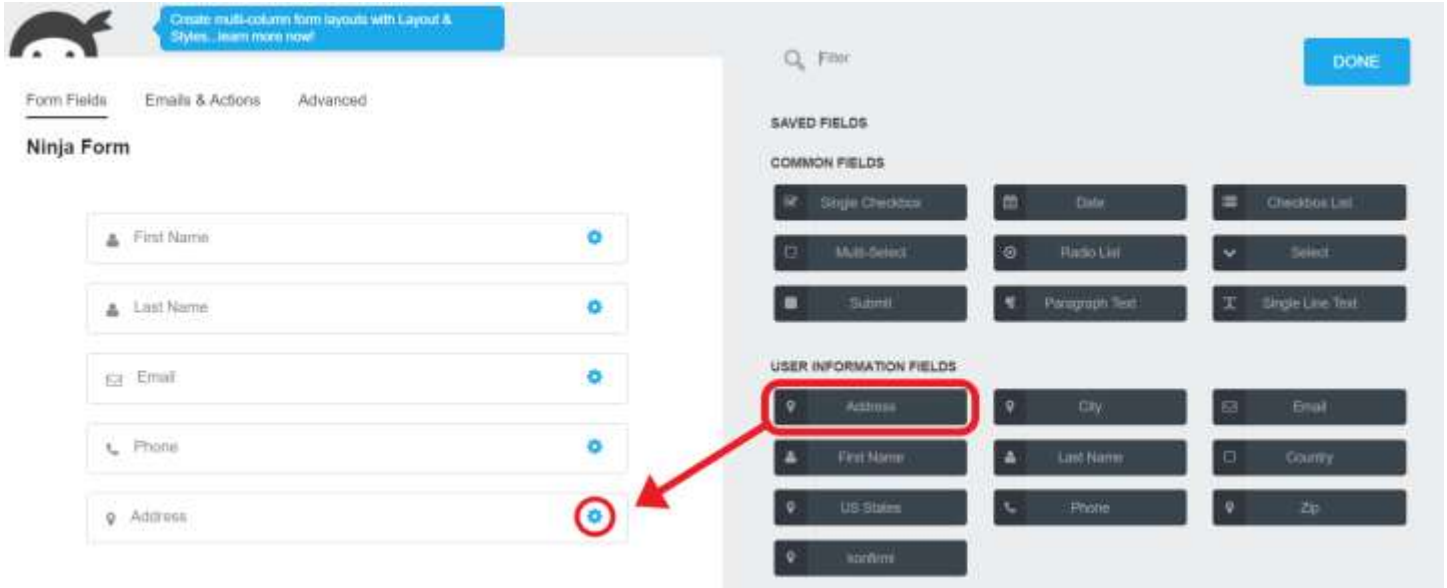 Create multi-column form layouts with Layout &
Styles...learn more now!
Form Fields Emails & Actions Advanced
Ninja Form
First Name
Last Name
Email
Phone
Address
Filter
DONE
SAVED FIELDS
COMMON FIELDS
Single Checkbox Date Checkbox List
Multi-Select Radio List Select
Submit Paragraph Text Single Line Text
USER INFORMATION FIELDS
Address City Email
First Name Last Name Country
US States Phone Zip
konfirmi